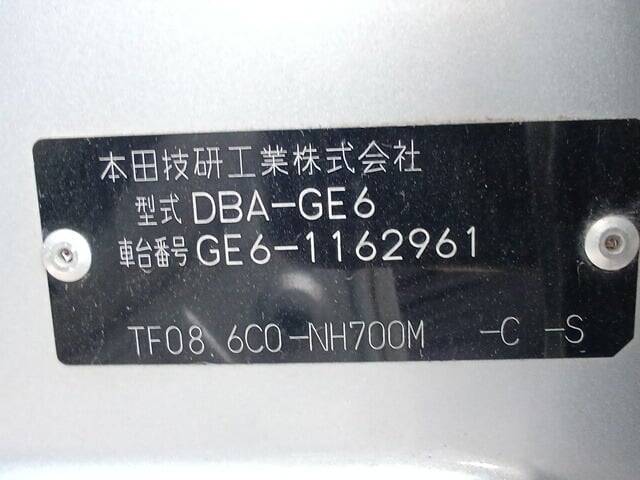 本田技研工業株式会社
型式 DBA-GE6
車台番号 GE6-1162961
TF08 6C0-NH700M -C -S